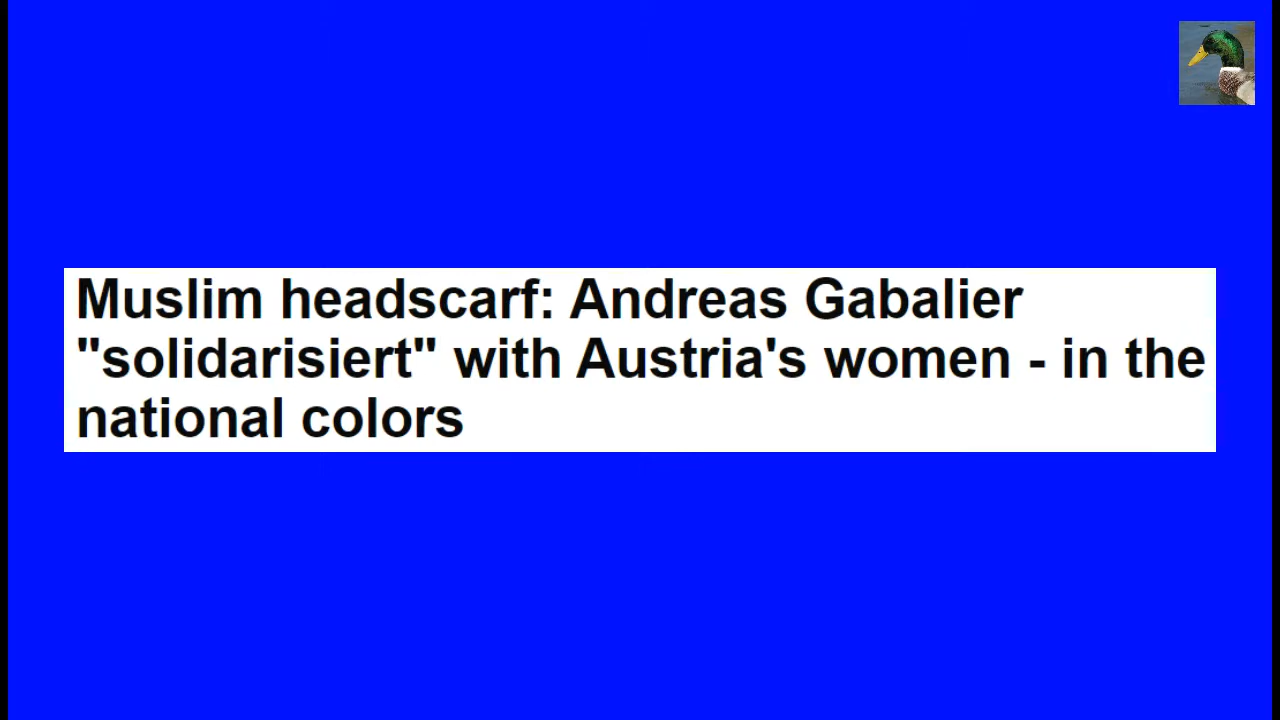 Muslim headscarf: Andreas Gabalier
"solidarisiert" with Austria's women - in the
national colors